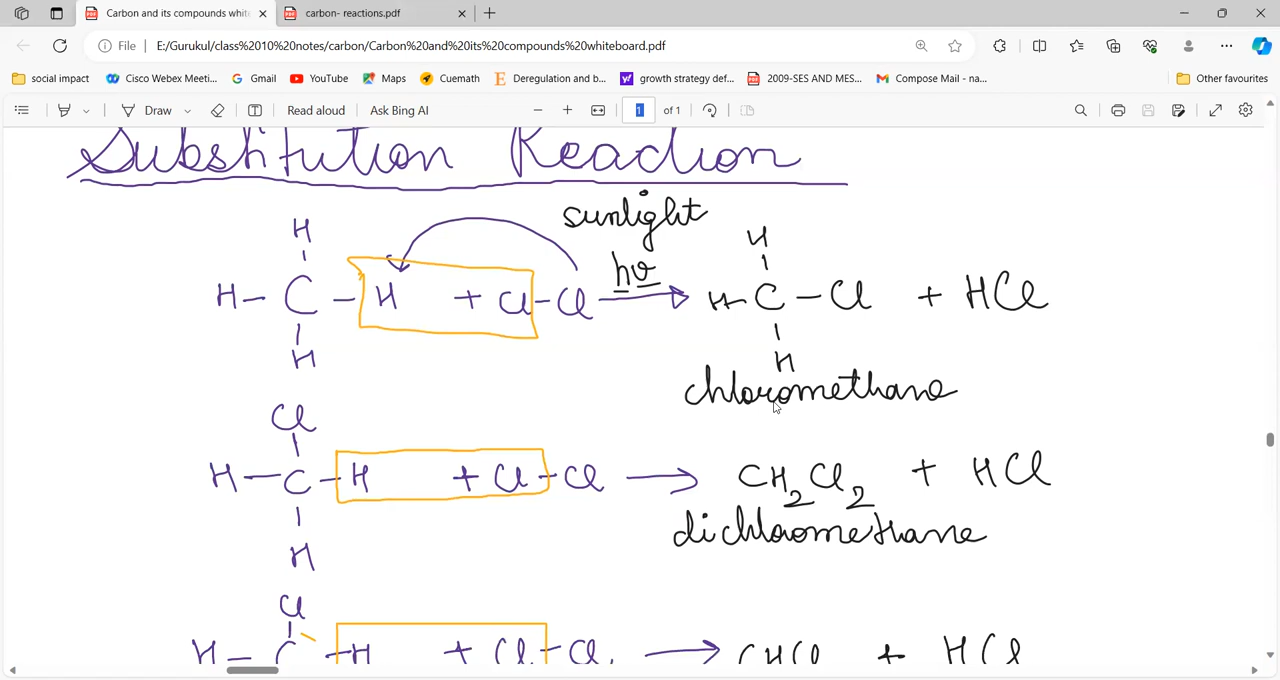 Carbon and its compounds whit
carbon- reactions.pdf
File E:/Gurukul/class%2010%20notes/carbon/Carbon%20and%20its%20compounds%20whiteboard.pdf
social impact Cisco Webex Meeti... Gmail YouTube Maps Cuemath Deregulation and b... growth strategy def... 2009-SES AND MES... Compose Mail - na... Other favourites
Draw Read aloud Ask Bing AI 1 of 1
Substitution Reaction
sunlight
H H
hυ
H - C - H + Cl - Cl → H - C - Cl + HCl
H H
chloromethane
Cl
H - C - H + Cl - Cl → CH2Cl2 + HCl
dichloromethane
H
Cl
H - C - H + Cl - Cl → CHCl + HCl